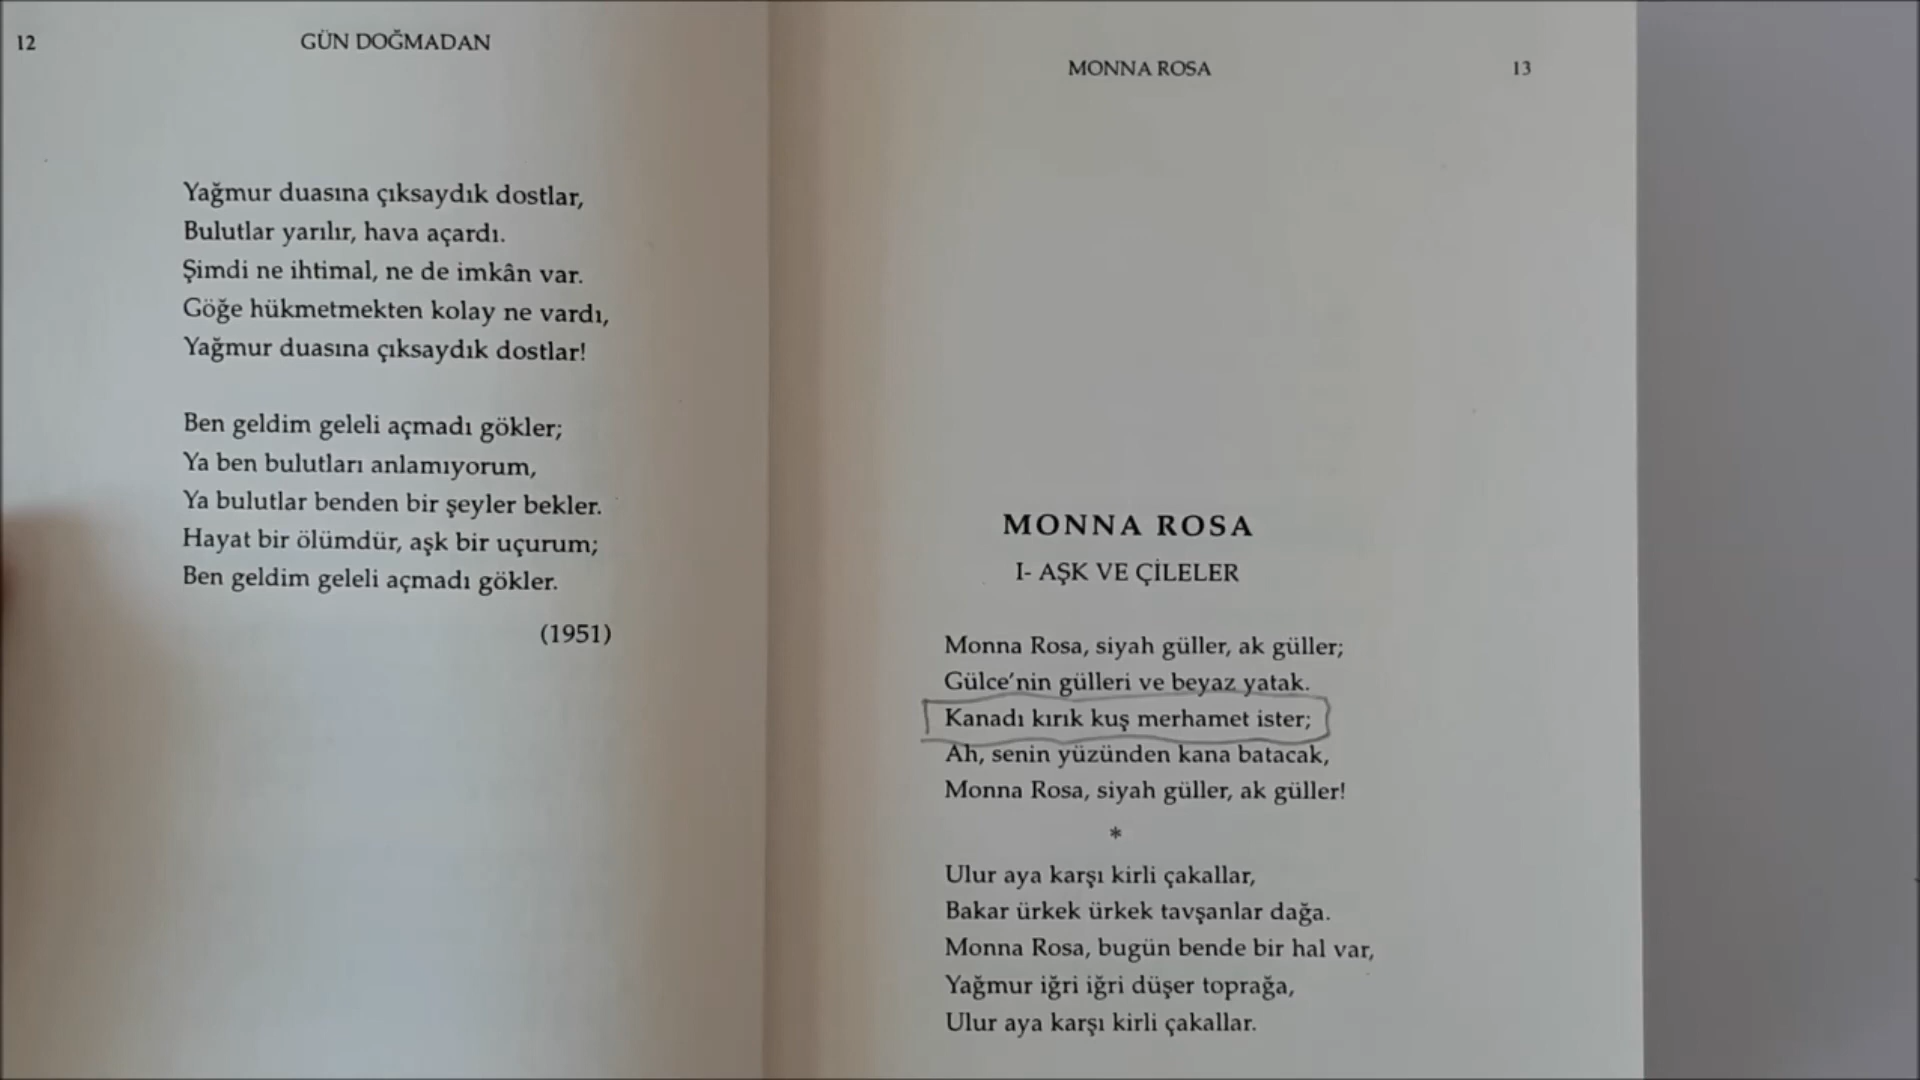 12
GÜN DOĞMADAN
Yağmur duasına çıksaydık dostlar,
Bulutlar yarılır, hava açardı.
Şimdi ne ihtimal, ne de imkân var.
Göğe hükmetmekten kolay ne vardı,
Yağmur duasına çıksaydık dostlar!
Ben geldim geleli açmadı gökler;
Ya ben bulutları anlamıyorum,
Ya bulutlar benden bir şeyler bekler.
Hayat bir ölümdür, aşk bir uçurum;
Ben geldim geleli açmadı gökler.
(1951)
MONNA ROSA
13
MONNA ROSA
I- AŞK VE ÇİLELER
Monna Rosa, siyah güller, ak güller;
Gülce'nin gülleri ve beyaz yatak.
Kanadı kırık kuş merhamet ister;
Ah, senin yüzünden kana batacak,
Monna Rosa, siyah güller, ak güller!
*
Ulur aya karşı kirli çakallar,
Bakar ürkek ürkek tavşanlar dağa.
Monna Rosa, bugün bende bir hal var,
Yağmur iğri iğri düşer toprağa,
Ulur aya karşı kirli çakallar.